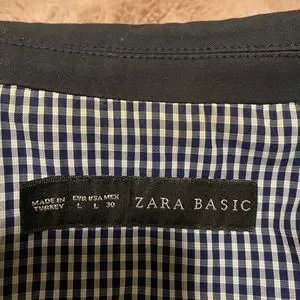 MADE IN
TURKEY
EUR USA MEX
L L 30
ZARA BASIC